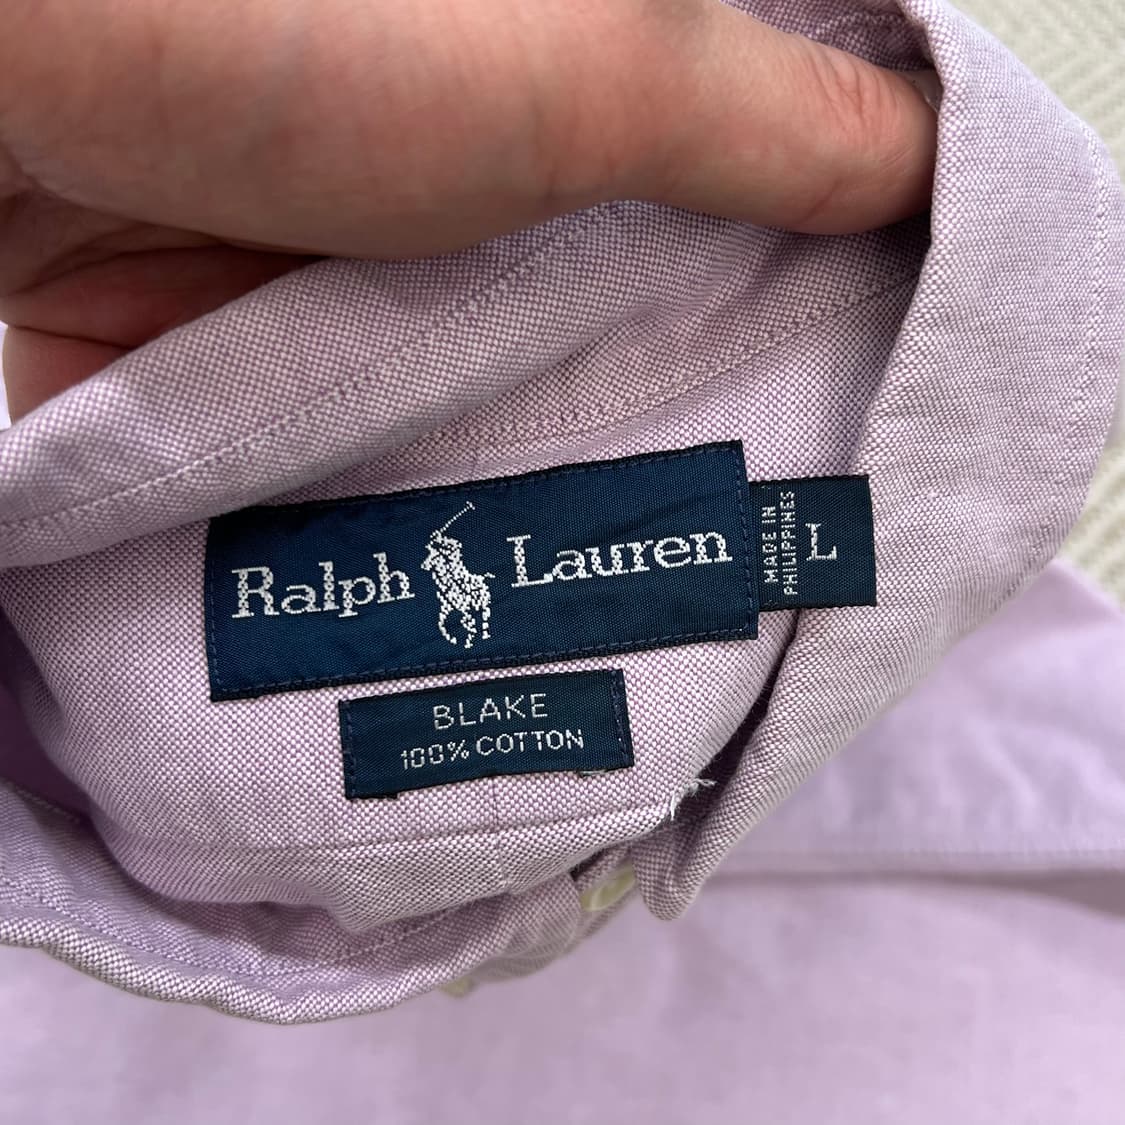 Ralph Lauren
MADE IN
PHILIPPINES
L
BLAKE
100% COTTON